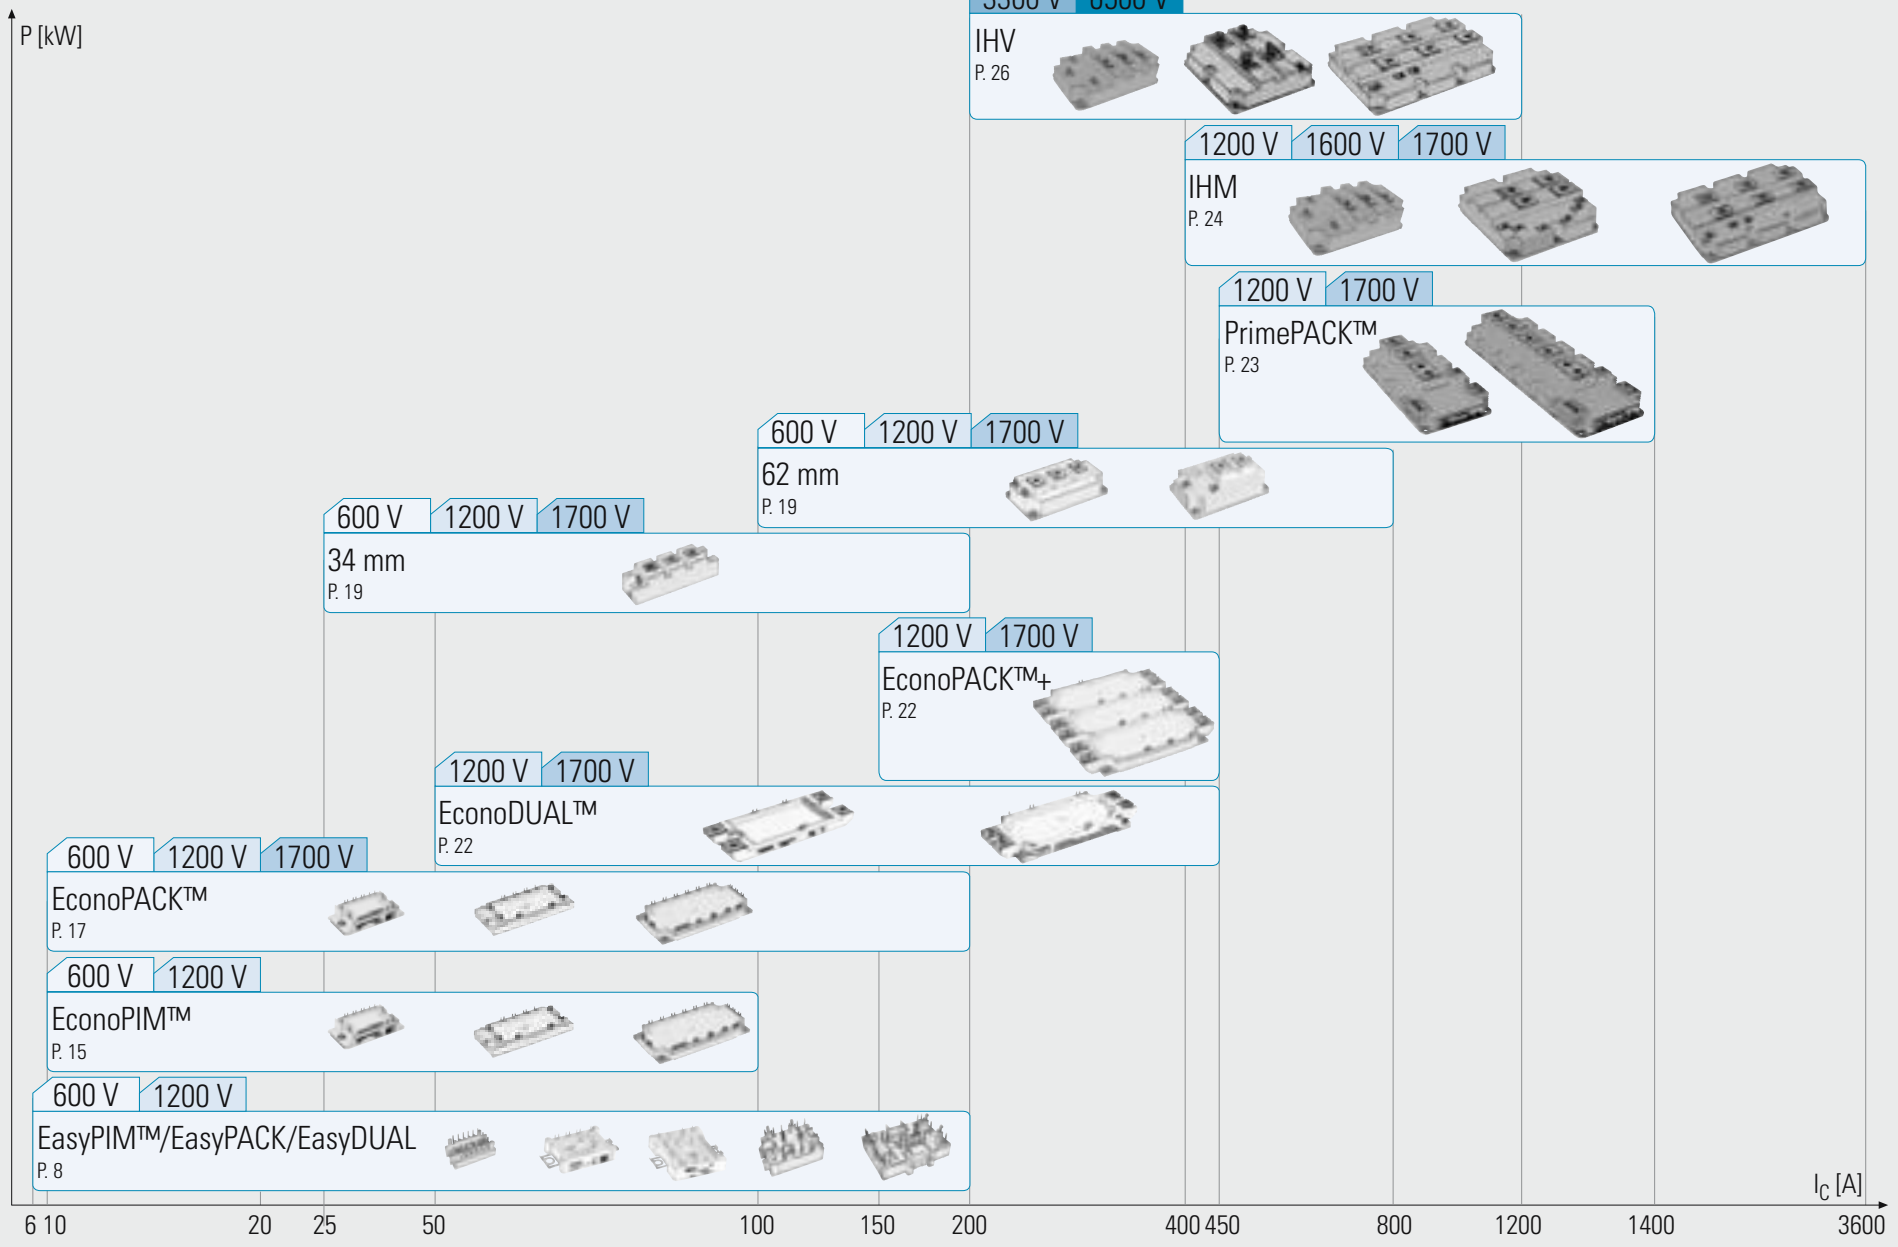 3300 V 6500 V
P [kW]
IHV
P. 26
1200 V 1600 V 1700 V
IHM
P. 24
1200 V 1700 V
PrimePACK™
P. 23
600 V 1200 V 1700 V
62 mm
P. 19
600 V 1200 V 1700 V
34 mm
P. 19
1200 V 1700 V
EconoPACK™+
P. 22
1200 V 1700 V
EconoDUAL™
P. 22
600 V 1200 V 1700 V
EconoPACK™
P. 17
600 V 1200 V
EconoPIM™
P. 15
600 V 1200 V
EasyPIM™/EasyPACK/EasyDUAL
P. 8
IC [A]
6 10 20 25 50 100 150 200 400 450 800 1200 1400 3600